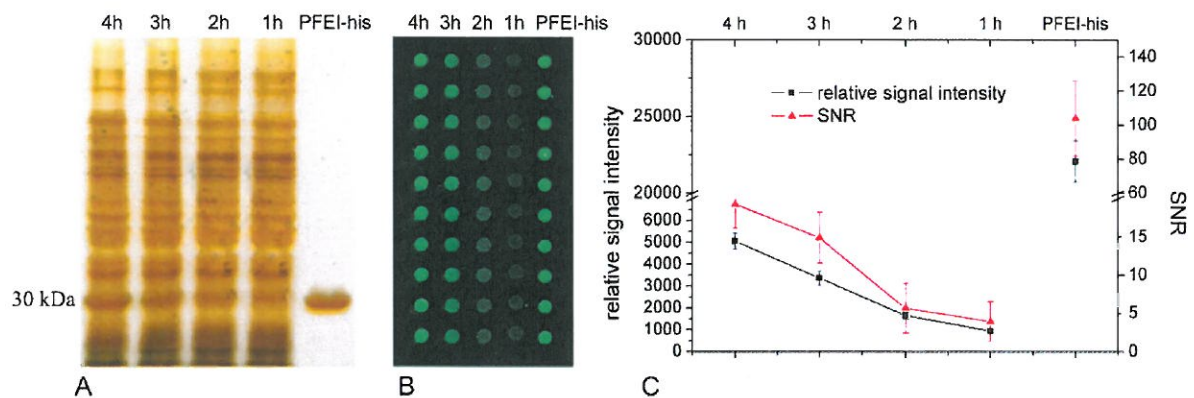 4h 3h 2h 1h PFEI-his
30 kDa
A
4h 3h 2h 1h PFEI-his
B
4 h 3 h 2 h 1 h PFEI-his
30000
25000
20000
6000
5000
4000
3000
2000
1000
0
relative signal intensity
relative signal intensity
SNR
140
120
100
80
60
15
10
5
0
SNR
C